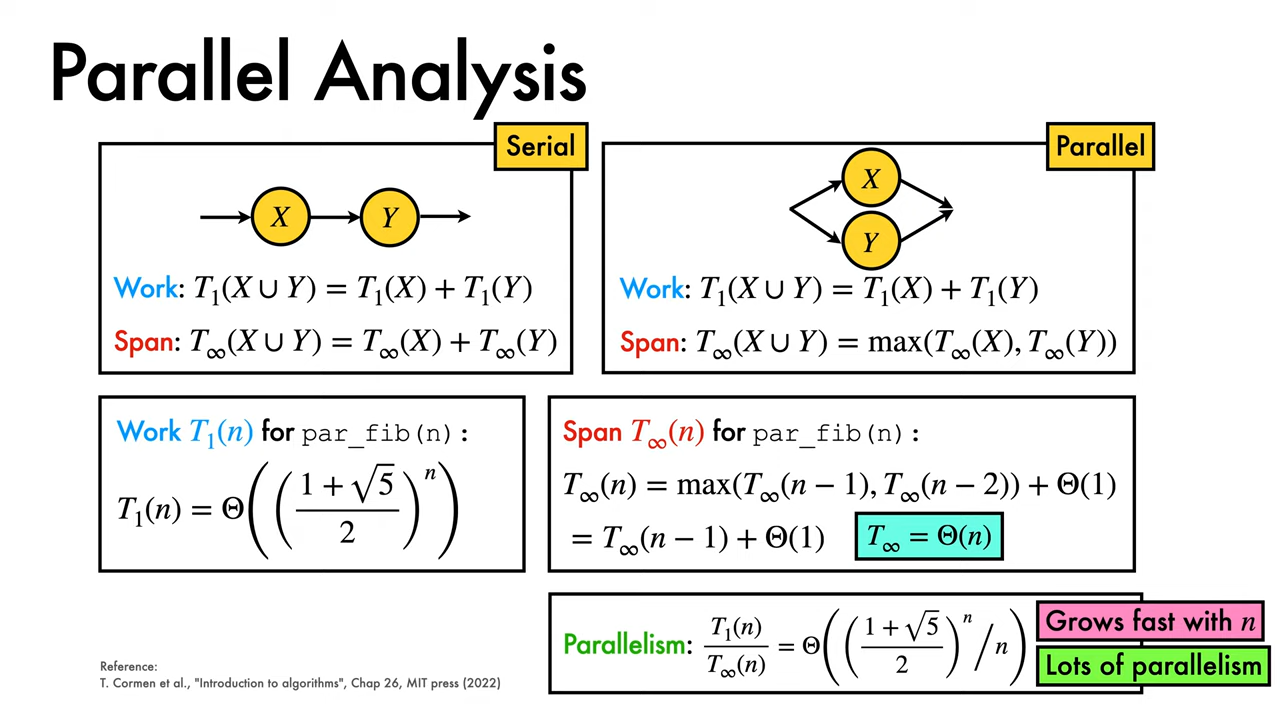 Parallel Analysis
Serial
X
Y
Work: T₁(X ∪ Y) = T₁(X) + T₁(Y)
Span: T∞(X ∪ Y) = T∞(X) + T∞(Y)
Parallel
X
Y
Work: T₁(X ∪ Y) = T₁(X) + T₁(Y)
Span: T∞(X ∪ Y) = max(T∞(X), T∞(Y))
Work T₁(n) for par_fib(n):
T₁(n) = Θ(((1 + √5)/2)ⁿ)
Span T∞(n) for par_fib(n):
T∞(n) = max(T∞(n − 1), T∞(n − 2)) + Θ(1)
= T∞(n − 1) + Θ(1)
T∞ = Θ(n)
Parallelism: T₁(n)/T∞(n) = Θ(((1 + √5)/2)ⁿ/n)
Grows fast with n
Lots of parallelism
Reference:
T. Cormen et al., "Introduction to algorithms", Chap 26, MIT press (2022)